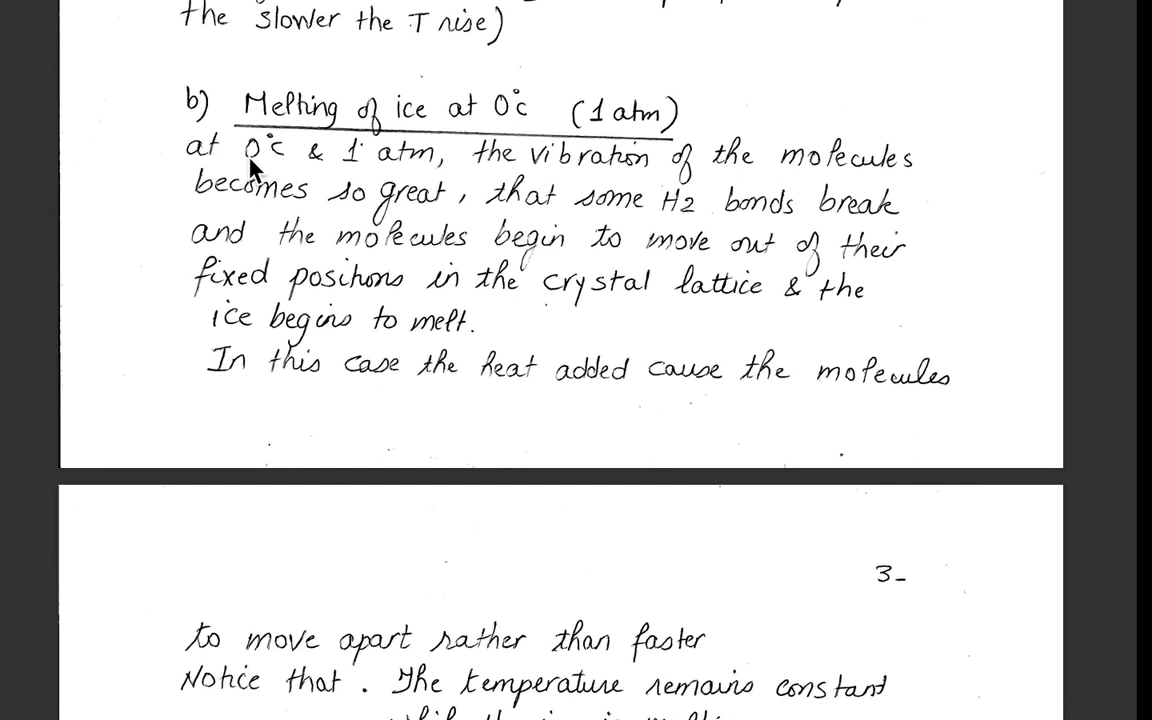 the slower the T rise)
b) Melting of ice at 0°c (1 atm)
at 0°c & 1 atm, the vibration of the molecules
becomes so great, that some H2 bonds break
and the molecules begin to move out of their
fixed positions in the crystal lattice & the
ice begins to melt.
In this case the heat added cause the molecules
3-
to move apart rather than faster
Notice that. The temperature remains constant